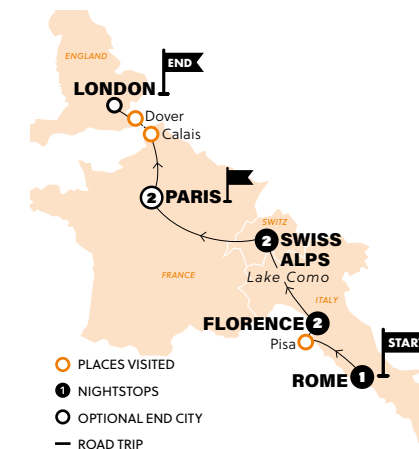 ENGLAND
END
LONDON
Dover
Calais
2 PARIS
SWITZ
2 SWISS
ALPS
Lake Como
FRANCE
ITALY
FLORENCE 2
Pisa
START
ROME 1
PLACES VISITED
1 NIGHTSTOPS
OPTIONAL END CITY
ROAD TRIP